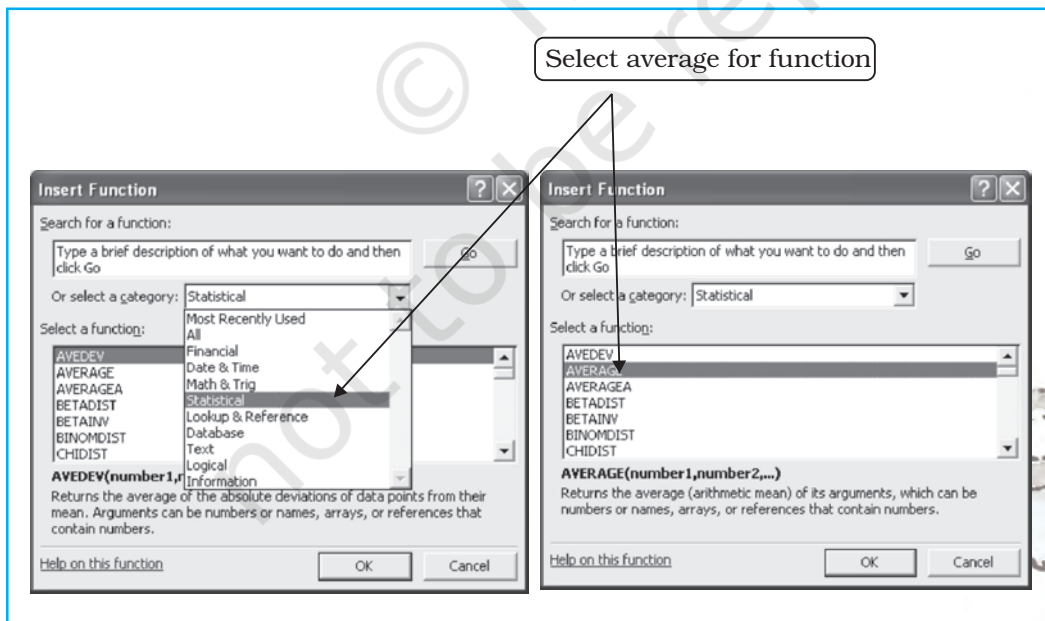 ©
not to be re
Select average for function
Insert Function
Search for a function:
Type a brief description of what you want to do and then
click Go
Go
Or select a category: Statistical
Most Recently Used
All
Financial
Date & Time
Math & Trig
Statistical
Lookup & Reference
Database
Text
Logical
Information
Select a function:
AVEDEV
AVERAGE
AVERAGEA
BETADIST
BETAINV
BINOMDIST
CHIDIST
AVEDEV(number1,
Returns the average of the absolute deviations of data points from their
mean. Arguments can be numbers or names, arrays, or references that
contain numbers.
Help on this function
OK
Cancel
Insert Function
Search for a function:
Type a brief description of what you want to do and then
click Go
Go
Or select a category: Statistical
Select a function:
AVEDEV
AVERAGE
AVERAGEA
BETADIST
BETAINV
BINOMDIST
CHIDIST
AVERAGE(number1,number2,...)
Returns the average (arithmetic mean) of its arguments, which can be
numbers or names, arrays, or references that contain numbers.
Help on this function
OK
Cancel